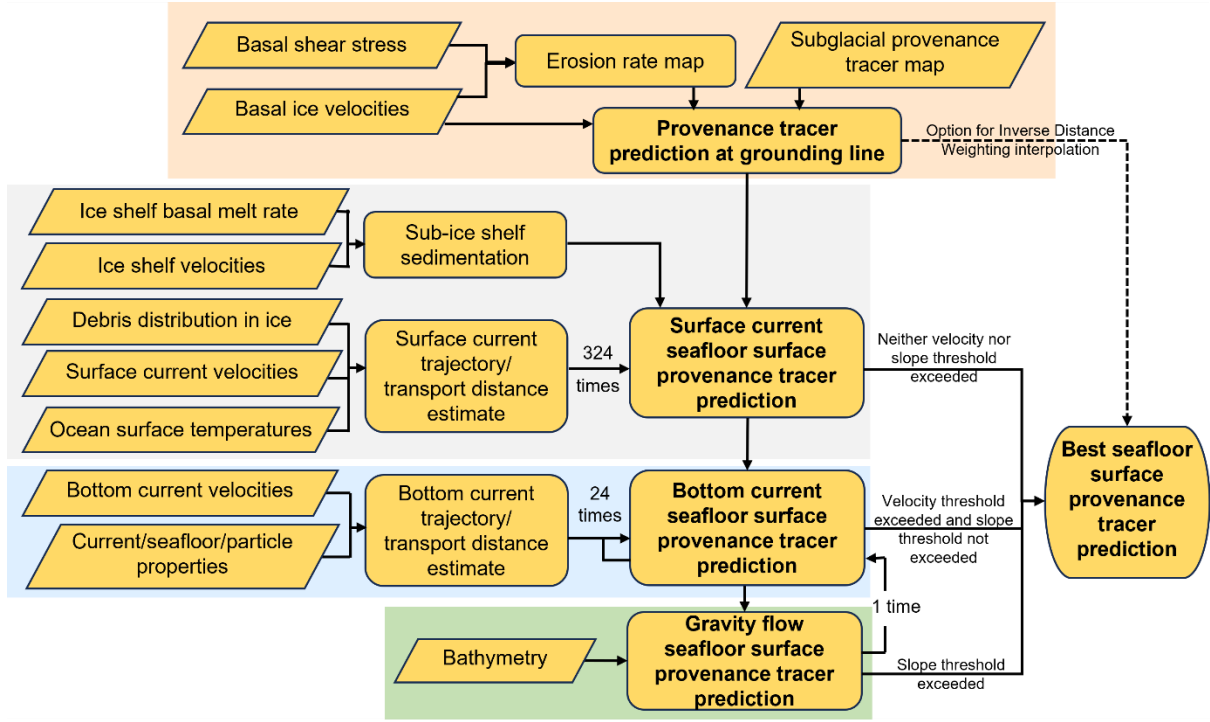 Basal shear stress
Basal ice velocities
Erosion rate map
Subglacial provenance
tracer map
Provenance tracer
prediction at grounding line
Option for Inverse Distance
Weighting interpolation
Ice shelf basal melt rate
Ice shelf velocities
Sub-ice shelf
sedimentation
Debris distribution in ice
Surface current velocities
Ocean surface temperatures
Surface current
trajectory/
transport distance
estimate
324
times
Surface current
seafloor surface
provenance tracer
prediction
Neither velocity nor
slope threshold
exceeded
Bottom current velocities
Current/seafloor/particle
properties
Bottom current
trajectory/
transport distance
estimate
24
times
Bottom current
seafloor surface
provenance tracer
prediction
Velocity threshold
exceeded and slope
threshold not
exceeded
Best seafloor
surface
provenance
tracer
prediction
Bathymetry
Gravity flow
seafloor surface
provenance tracer
prediction
1 time
Slope threshold
exceeded